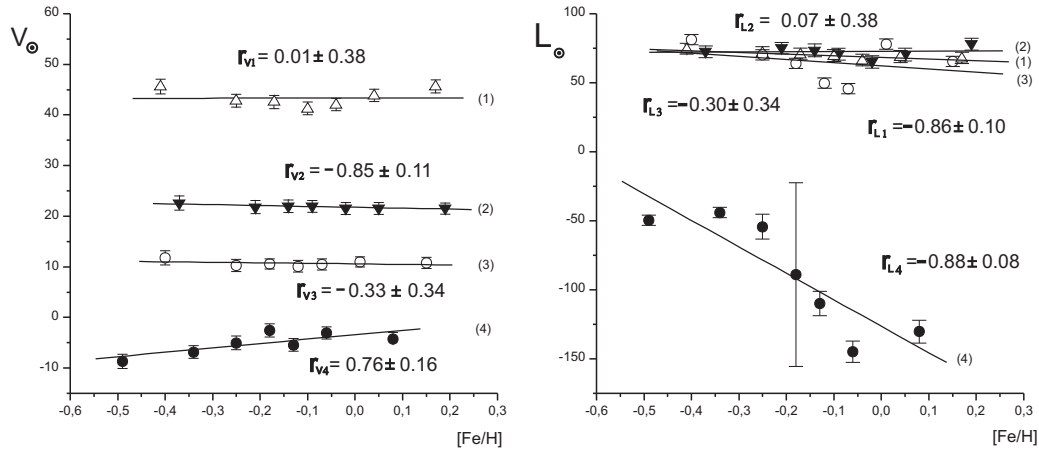 V⊙
60
50
40
30
20
10
0
-10
r_V1 = 0.01 ± 0.38
(1)
r_V2 = −0.85 ± 0.11
(2)
(3)
r_V3 = −0.33 ± 0.34
(4)
r_V4 = 0.76 ± 0.16
-0,6 -0,5 -0,4 -0,3 -0,2 -0,1 0,0 0,1 0,2 0,3
[Fe/H]
L⊙
100
50
0
-50
-100
-150
r_L2 = 0.07 ± 0.38
(2)
(1)
(3)
r_L3 = −0.30 ± 0.34
r_L1 = −0.86 ± 0.10
r_L4 = −0.88 ± 0.08
(4)
-0,6 -0,5 -0,4 -0,3 -0,2 -0,1 0,0 0,1 0,2 0,3
[Fe/H]